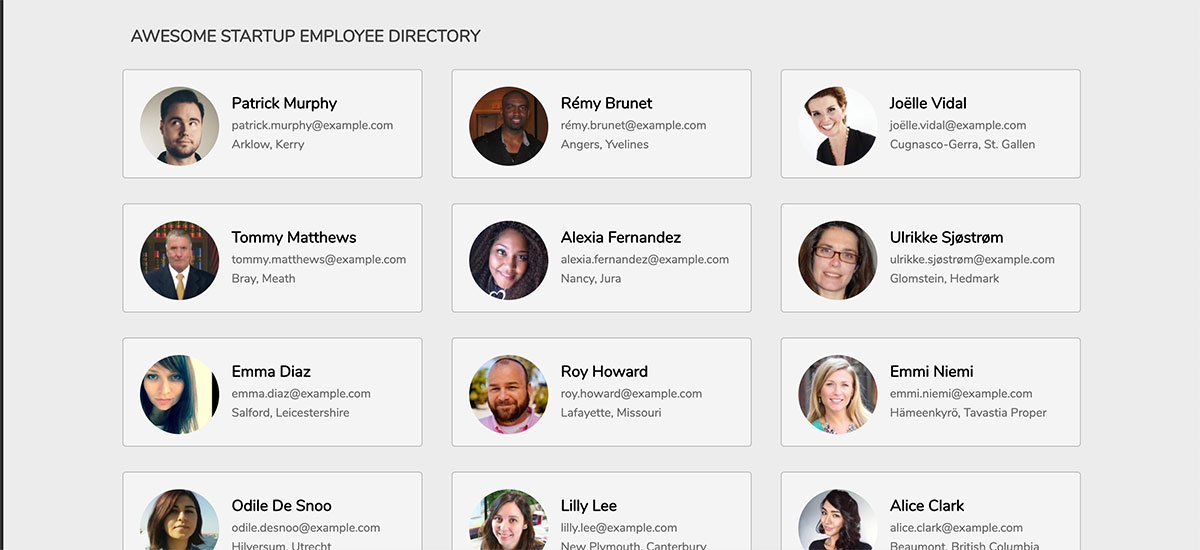 AWESOME STARTUP EMPLOYEE DIRECTORY
Patrick Murphy
patrick.murphy@example.com
Arklow, Kerry
Rémy Brunet
rémy.brunet@example.com
Angers, Yvelines
Joëlle Vidal
joëlle.vidal@example.com
Cugnasco-Gerra, St. Gallen
Tommy Matthews
tommy.matthews@example.com
Bray, Meath
Alexia Fernandez
alexia.fernandez@example.com
Nancy, Jura
Ulrikke Sjøstrøm
ulrikke.sjøstrøm@example.com
Glomstein, Hedmark
Emma Diaz
emma.diaz@example.com
Salford, Leicestershire
Roy Howard
roy.howard@example.com
Lafayette, Missouri
Emmi Niemi
emmi.niemi@example.com
Hämeenkyrö, Tavastia Proper
Odile De Snoo
odile.desnoo@example.com
Hilversum, Utrecht
Lilly Lee
lilly.lee@example.com
New Plymouth, Canterbury
Alice Clark
alice.clark@example.com
Beaumont, British Columbia